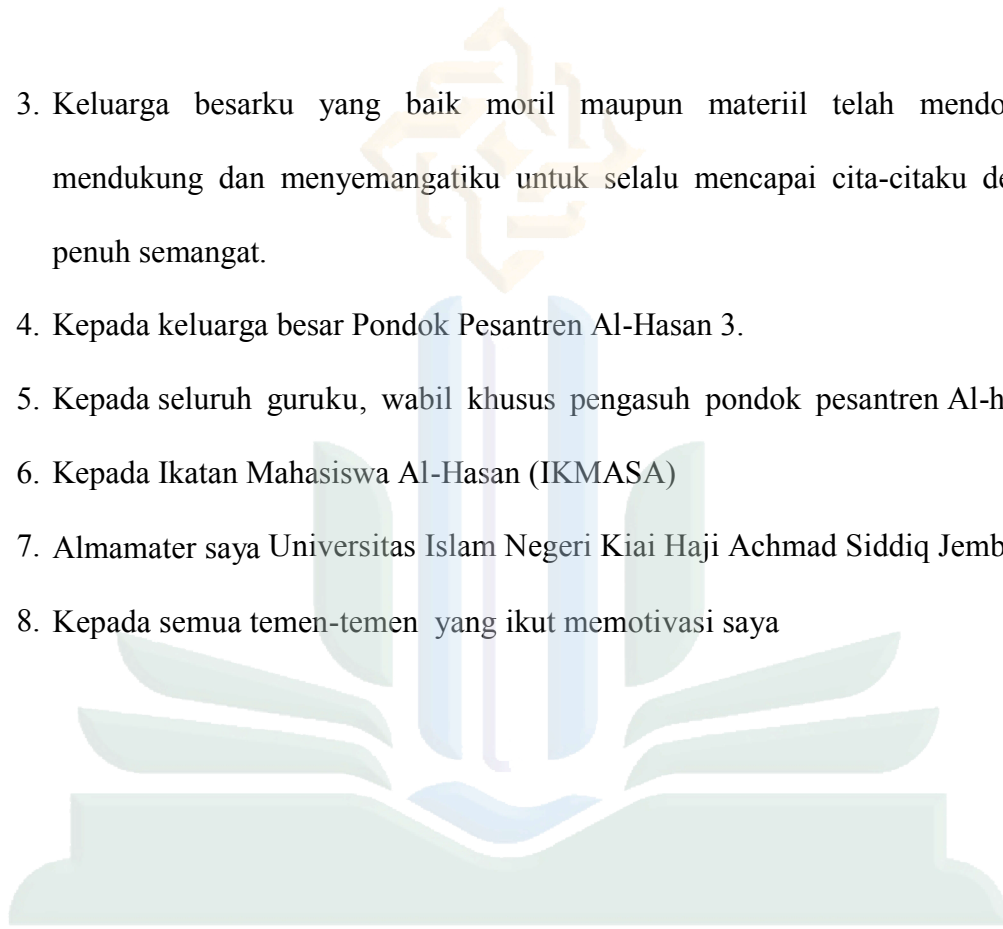 3. Keluarga besarku yang baik moril maupun materiil telah mendo
mendukung dan menyemangatiku untuk selalu mencapai cita-citaku de
penuh semangat.
4. Kepada keluarga besar Pondok Pesantren Al-Hasan 3.
5. Kepada seluruh guruku, wabil khusus pengasuh pondok pesantren Al-h
6. Kepada Ikatan Mahasiswa Al-Hasan (IKMASA)
7. Almamater saya Universitas Islam Negeri Kiai Haji Achmad Siddiq Jemb
8. Kepada semua temen-temen yang ikut memotivasi saya